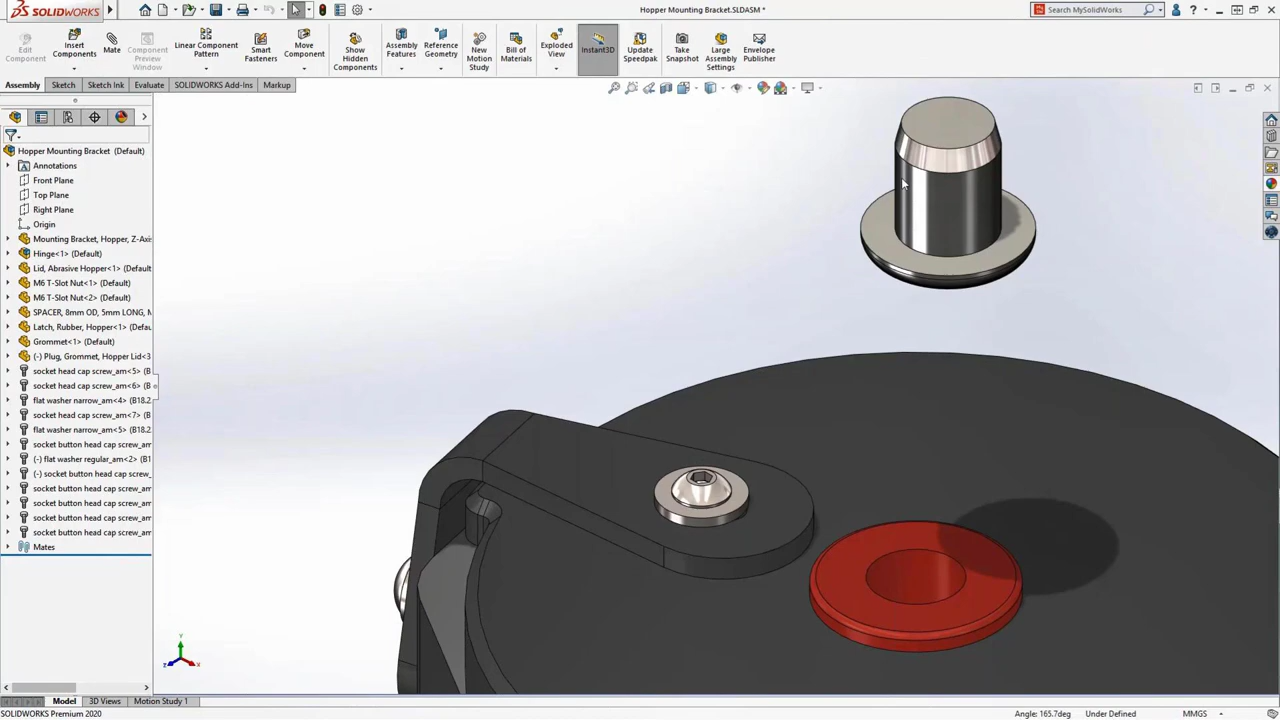 SOLIDWORKS
Hopper Mounting Bracket.SLDASM *
Search MySolidWorks
Edit Component
Insert Components
Mate
Component Preview Window
Linear Component Pattern
Smart Fasteners
Move Component
Show Hidden Components
Assembly Features
Reference Geometry
New Motion Study
Bill of Materials
Exploded View
Instant3D
Update Speedpak
Take Snapshot
Large Assembly Settings
Envelope Publisher
Assembly
Sketch
Sketch Ink
Evaluate
SOLIDWORKS Add-Ins
Markup
Hopper Mounting Bracket (Default)
Annotations
Front Plane
Top Plane
Right Plane
Origin
Mounting Bracket, Hopper, Z-Axis
Hinge<1> (Default)
Lid, Abrasive Hopper<1> (Default)
M6 T-Slot Nut<1> (Default)
M6 T-Slot Nut<2> (Default)
SPACER, 8mm OD, 5mm LONG, M
Latch, Rubber, Hopper<1> (Default)
Grommet<1> (Default)
(-) Plug, Grommet, Hopper Lid<3
socket head cap screw_am<5> (B
socket head cap screw_am<6> (B
flat washer narrow_am<4> (B18.2
socket head cap screw_am<7> (B
flat washer narrow_am<5> (B18.2
socket button head cap screw_am
(-) flat washer regular_am<2> (B1
(-) socket button head cap screw_
socket button head cap screw_am
socket button head cap screw_am
socket button head cap screw_am
socket button head cap screw_am
Mates
Y
Z
X
Model
3D Views
Motion Study 1
SOLIDWORKS Premium 2020
Angle: 165.7deg
Under Defined
MMGS